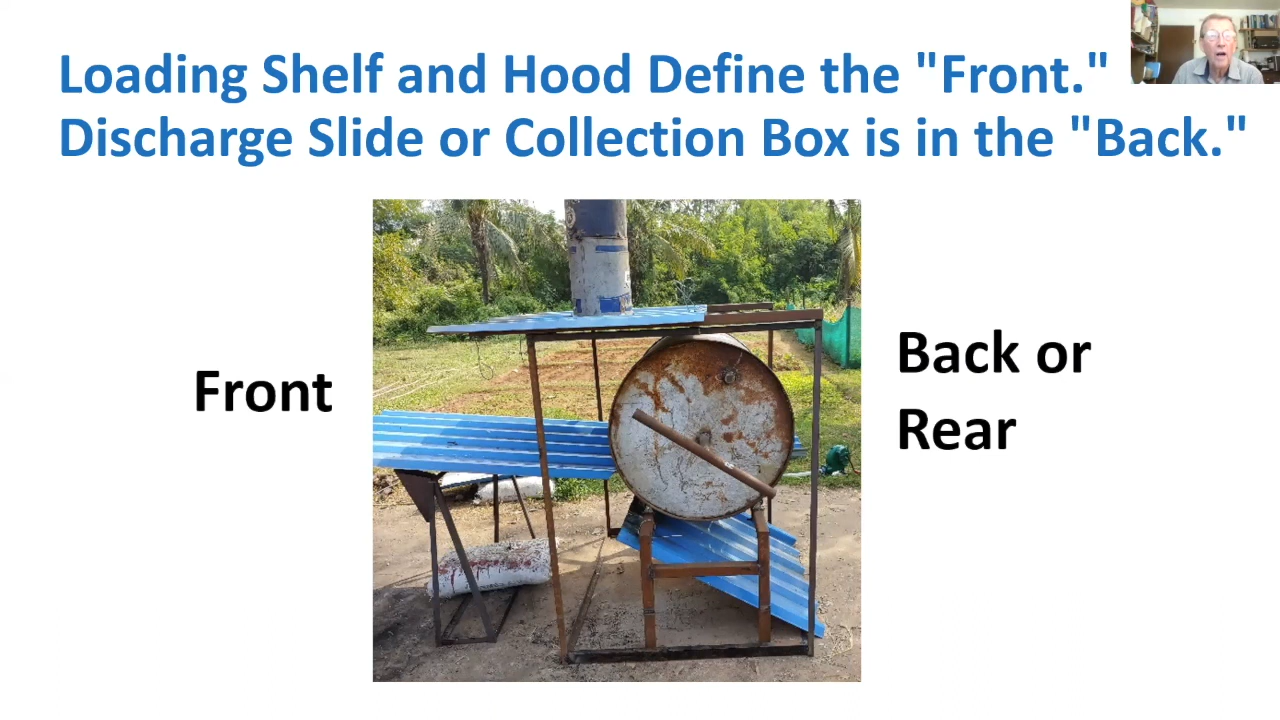 Loading Shelf and Hood Define the "Front."
Discharge Slide or Collection Box is in the "Back."
Front
Back or
Rear